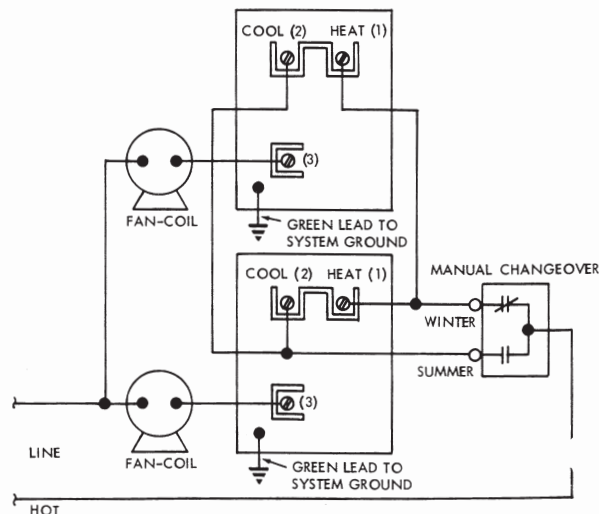 COOL (2) HEAT (1)
(3)
FAN-COIL
GREEN LEAD TO
SYSTEM GROUND
COOL (2) HEAT (1)
MANUAL CHANGEOVER
WINTER
SUMMER
(3)
LINE
FAN-COIL
GREEN LEAD TO
SYSTEM GROUND
HOT